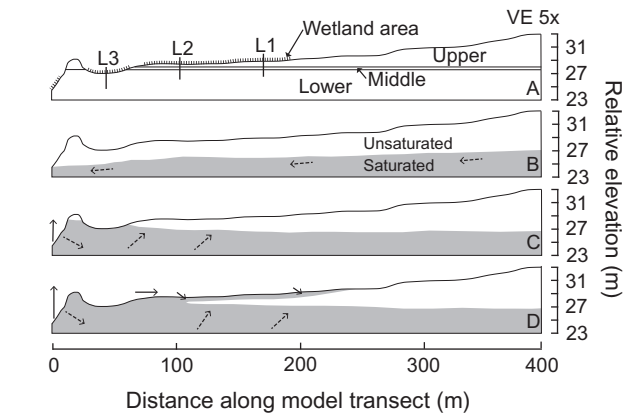 VE 5x
Wetland area
L3 L2 L1 Upper 31
Lower Middle 27
A 23
31
Unsaturated 27
Saturated B 23
31
27
C 23
31
27
D 23
Relative elevation (m)
0 100 200 300 400
Distance along model transect (m)